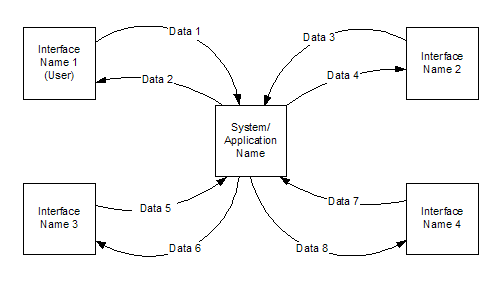 Interface
Name 1
(User)
Data 1
Data 2
Data 3
Data 4
Interface
Name 2
System/
Application
Name
Interface
Name 3
Data 5
Data 6
Data 7
Data 8
Interface
Name 4